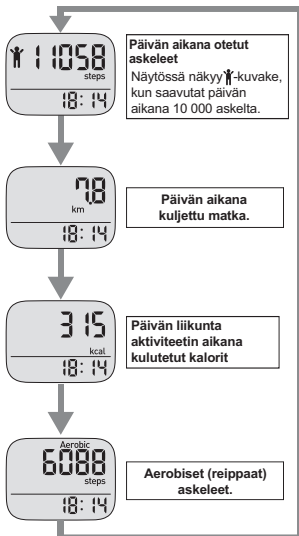 11058
steps
18:14
Päivän aikana otetut
askeleet
Näytössä näkyy -kuvake,
kun saavutat päivän
aikana 10 000 askelta.
7.8
km
18:14
Päivän aikana
kuljettu matka.
315
kcal
18:14
Päivän liikunta
aktiviteetin aikana
kulutetut kalorit
Aerobic
6088
steps
18:14
Aerobiset (reippaat)
askeleet.